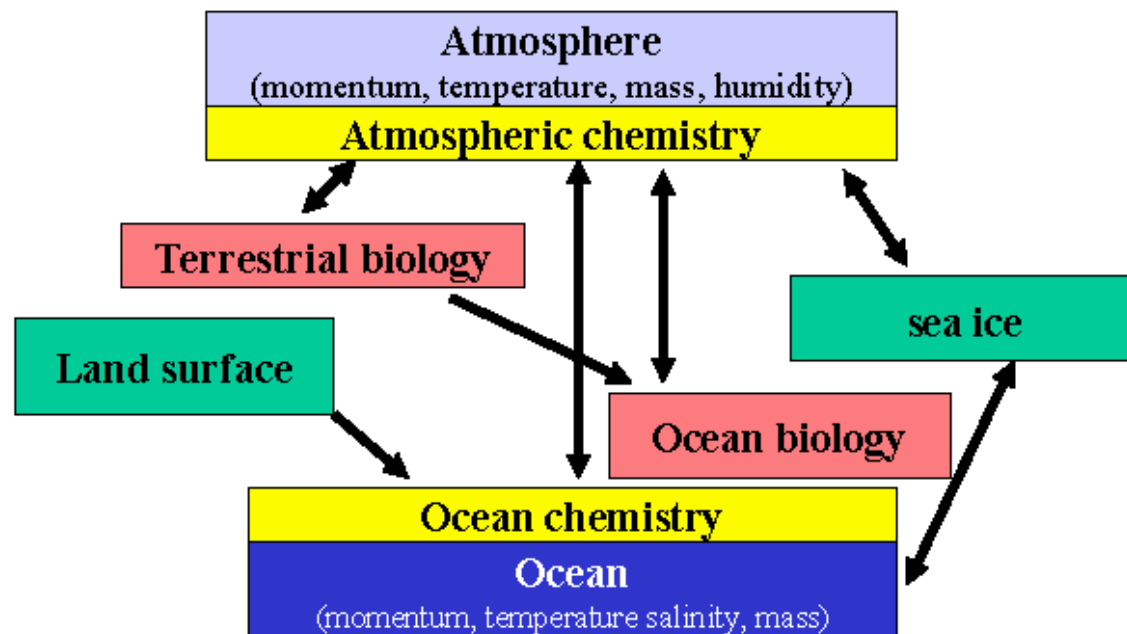 Atmosphere
(momentum, temperature, mass, humidity)
Atmospheric chemistry
Terrestrial biology
sea ice
Land surface
Ocean biology
Ocean chemistry
Ocean
(momentum, temperature salinity, mass)